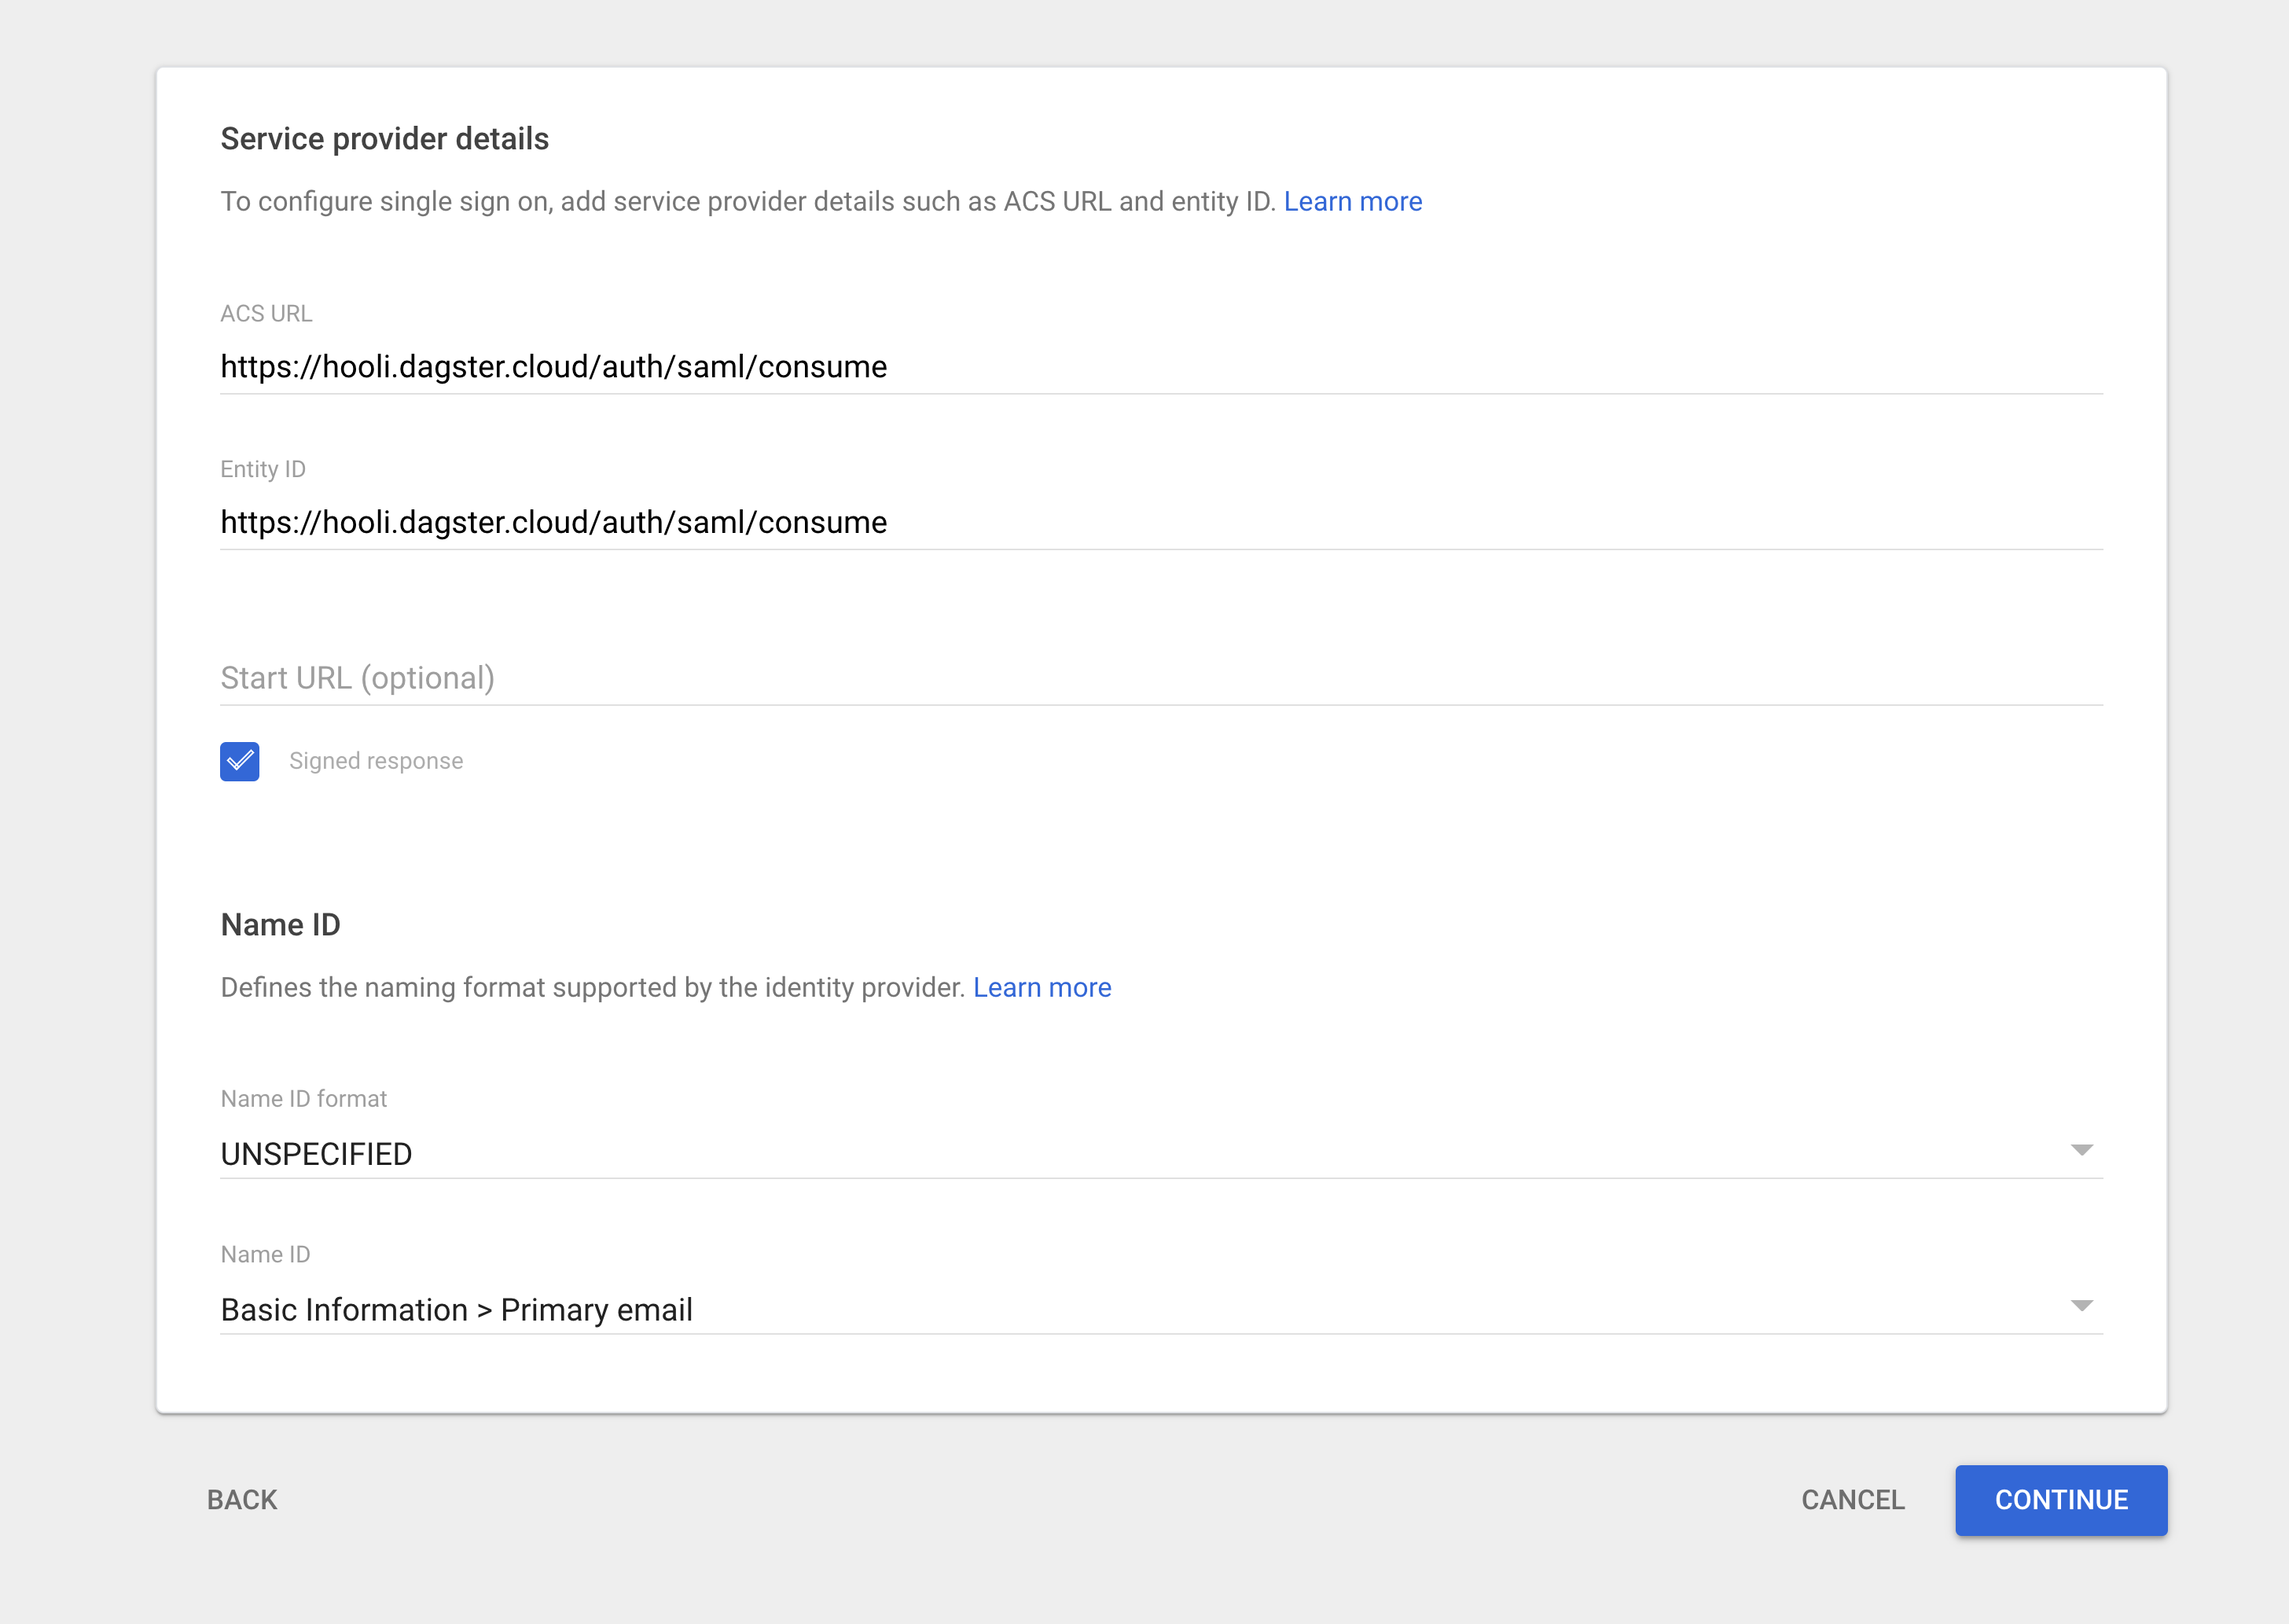 Service provider details
To configure single sign on, add service provider details such as ACS URL and entity ID. Learn more
ACS URL
https://hooli.dagster.cloud/auth/saml/consume
Entity ID
https://hooli.dagster.cloud/auth/saml/consume
Start URL (optional)
Signed response
Name ID
Defines the naming format supported by the identity provider. Learn more
Name ID format
UNSPECIFIED
Name ID
Basic Information > Primary email
BACK
CANCEL
CONTINUE